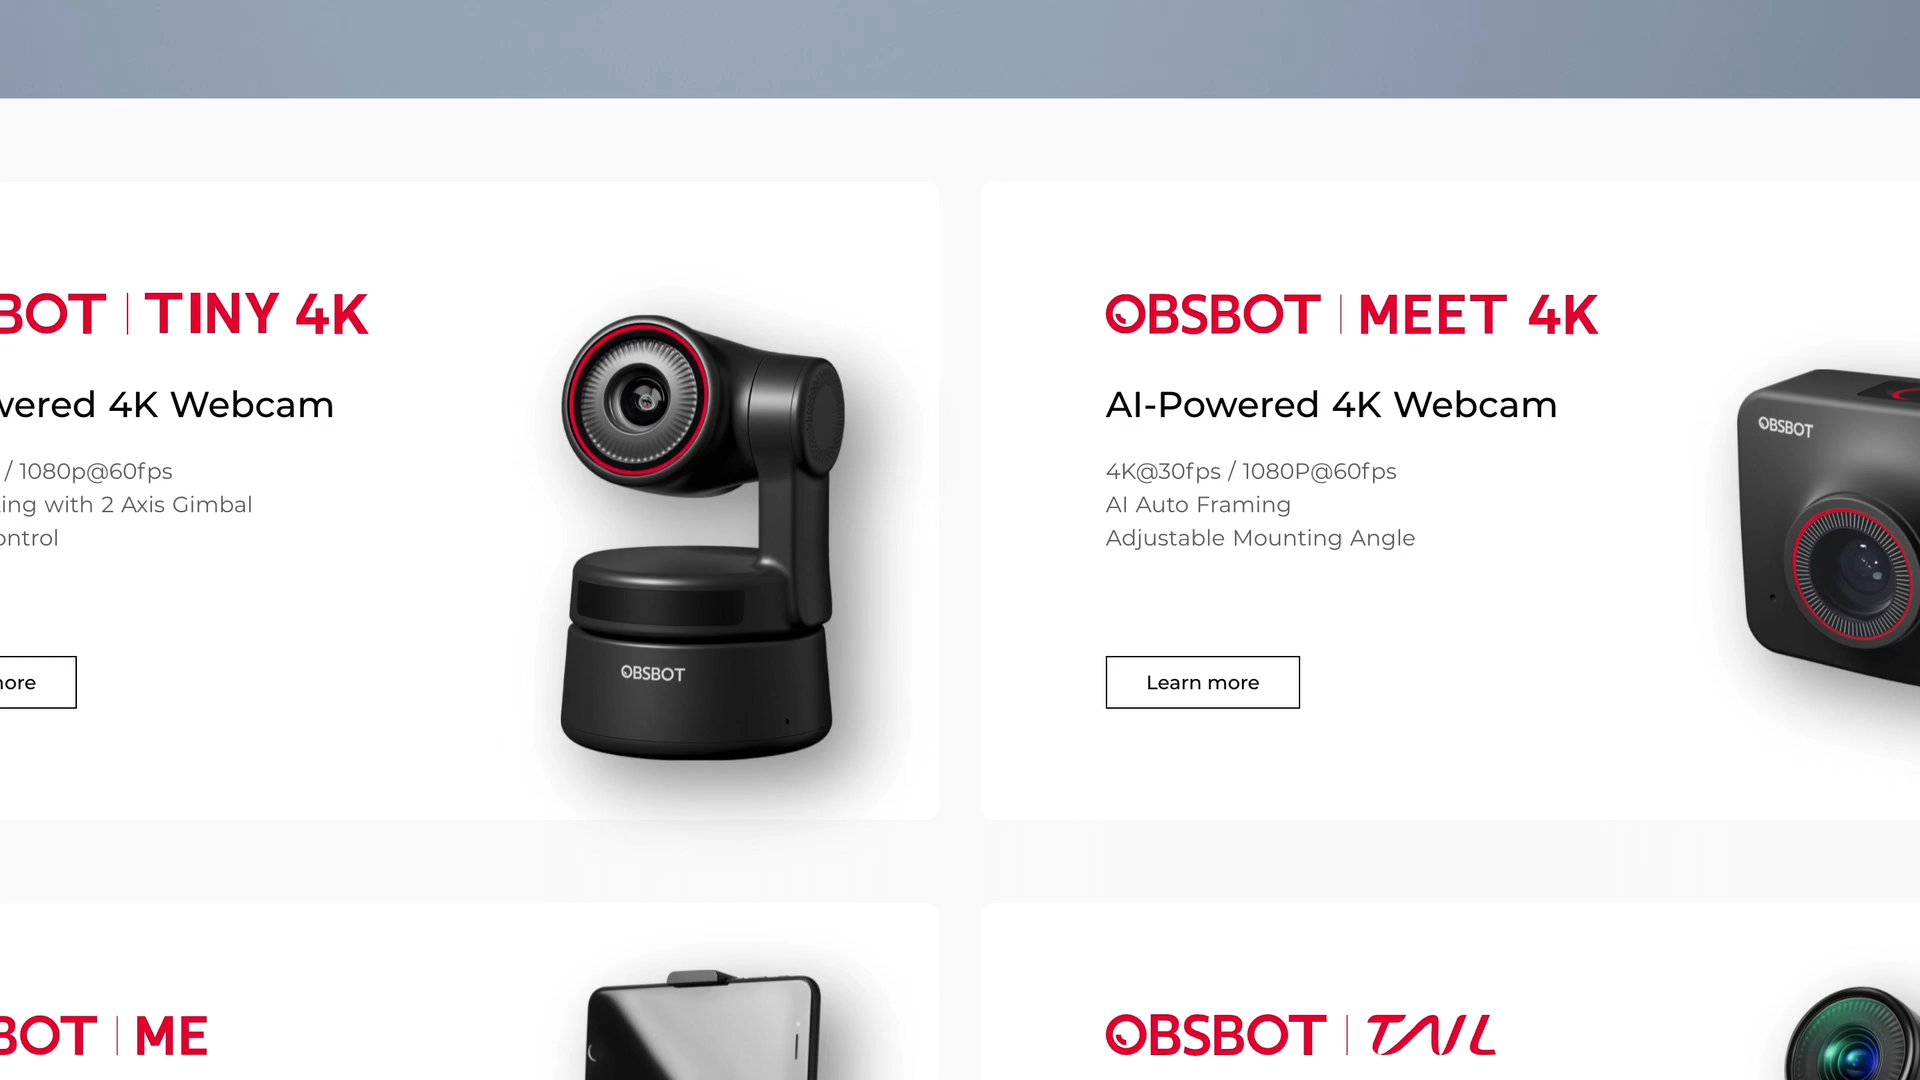 BOT | TINY 4K
wered 4K Webcam
/ 1080p@60fps
ing with 2 Axis Gimbal
ontrol
ore
OBSBOT
OBSBOT | MEET 4K
AI-Powered 4K Webcam
4K@30fps / 1080P@60fps
AI Auto Framing
Adjustable Mounting Angle
Learn more
OBSBOT
BOT | ME
OBSBOT | TAIL